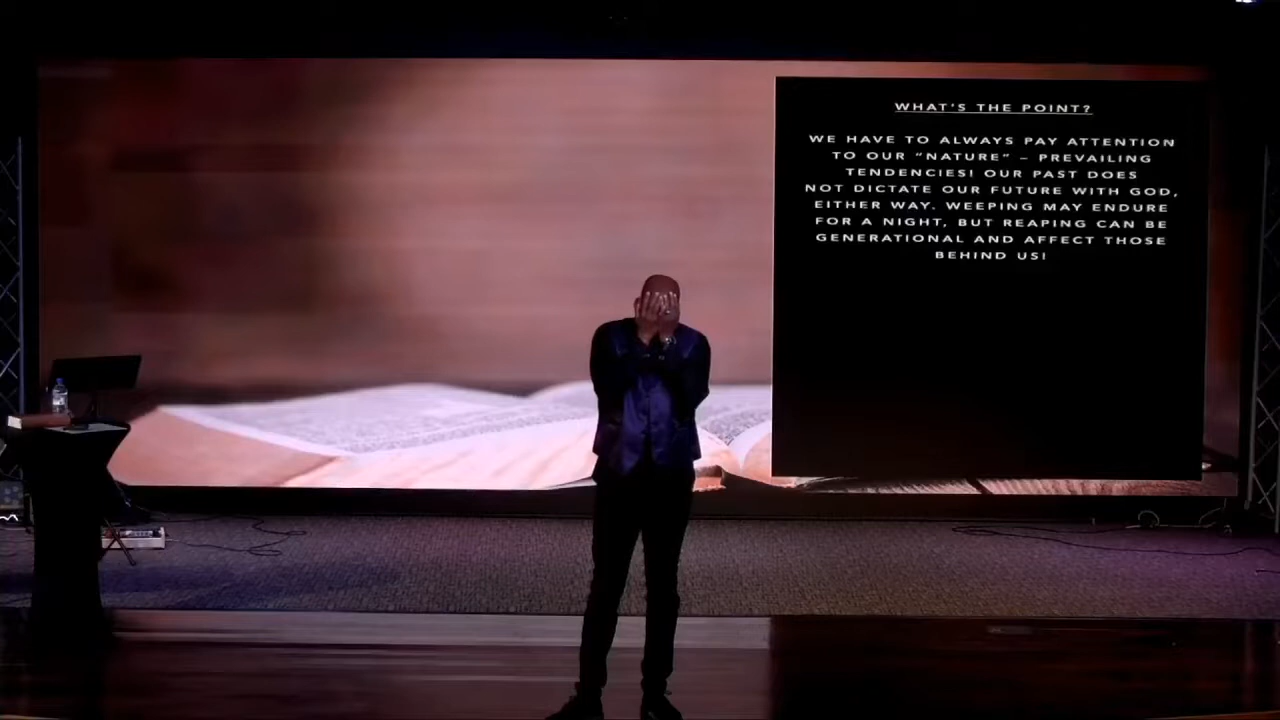 WHAT'S THE POINT?
WE HAVE TO ALWAYS PAY ATTENTION
TO OUR "NATURE" – PREVAILING
TENDENCIES! OUR PAST DOES
NOT DICTATE OUR FUTURE WITH GOD,
EITHER WAY. WEEPING MAY ENDURE
FOR A NIGHT, BUT REAPING CAN BE
GENERATIONAL AND AFFECT THOSE
BEHIND US!